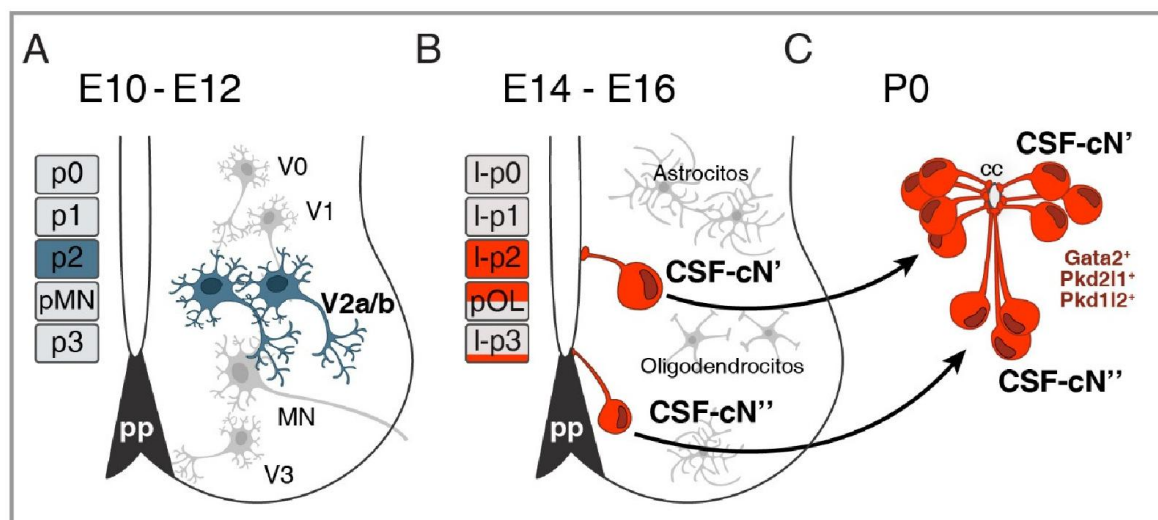 A
E10 - E12
p0
p1
p2
pMN
p3
V0
V1
V2a/b
MN
V3
pp
B
E14 - E16
l-p0
l-p1
l-p2
pOL
l-p3
Astrocitos
CSF-cN'
Oligodendrocitos
CSF-cN''
pp
C
P0
CSF-cN'
cc
Gata2⁺
Pkd2l1⁺
Pkd1l2⁺
CSF-cN''